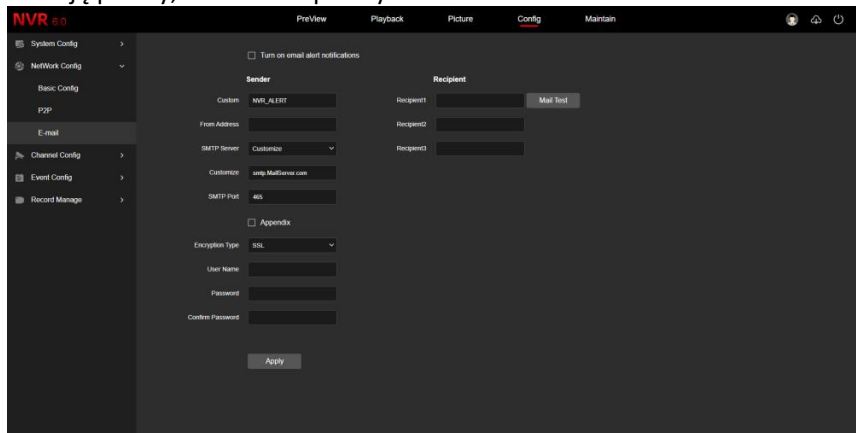 NVR 6.0 PreView Playback Picture Config Maintain
System Config
NetWork Config
Basic Config
P2P
E-mail
Channel Config
Event Config
Record Manage
Turn on email alert notifications
Sender Recipient
Custom NVR_ALERT Recipient1 Mail Test
From Address Recipient2
SMTP Server Customize Recipient3
Customize smtp.MailServer.com
SMTP Port 465
Appendix
Encryption Type SSL
User Name
Password
Confirm Password
Apply